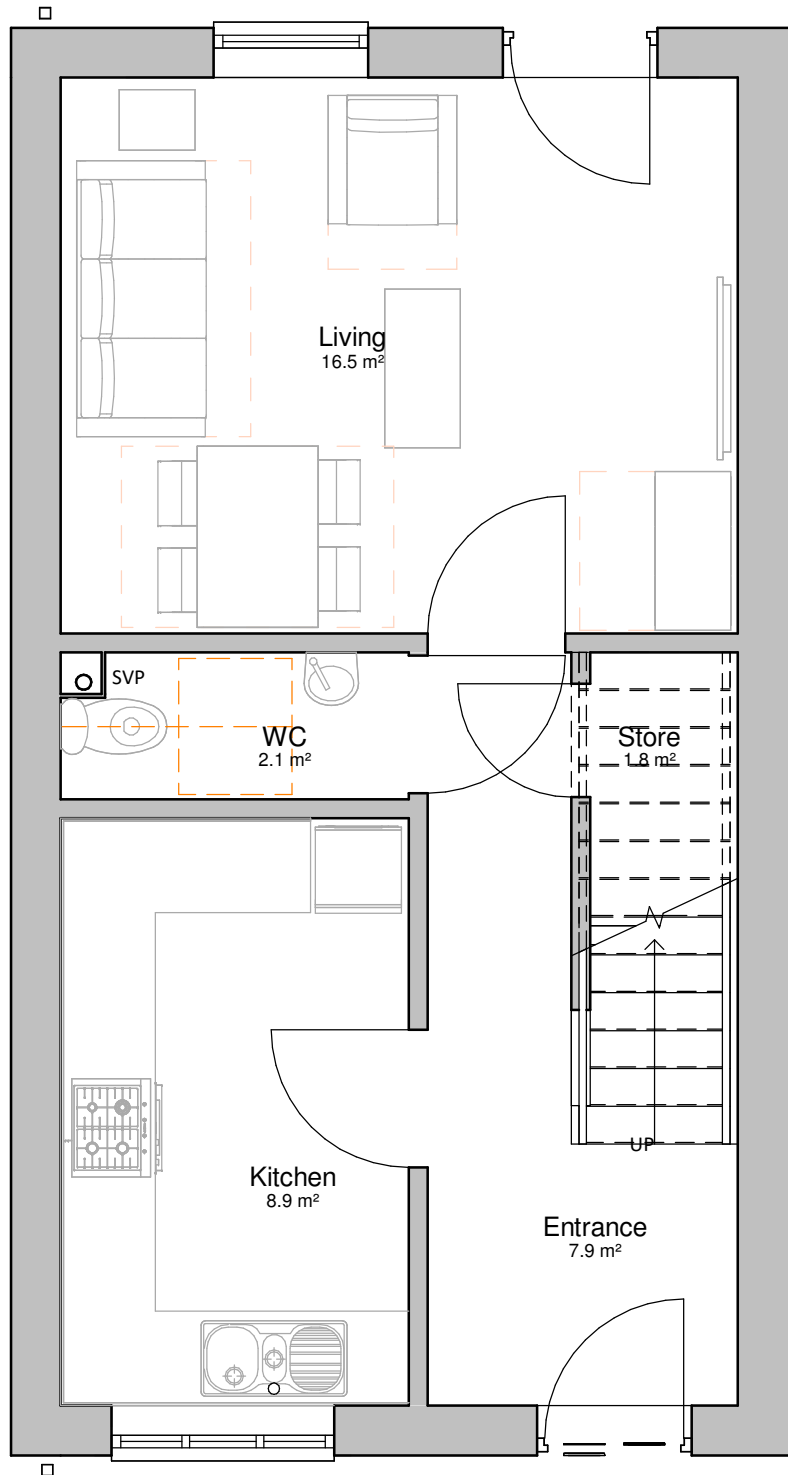 Living
16.5 m²
SVP
WC
2.1 m²
Store
1.8 m²
UP
Kitchen
8.9 m²
Entrance
7.9 m²